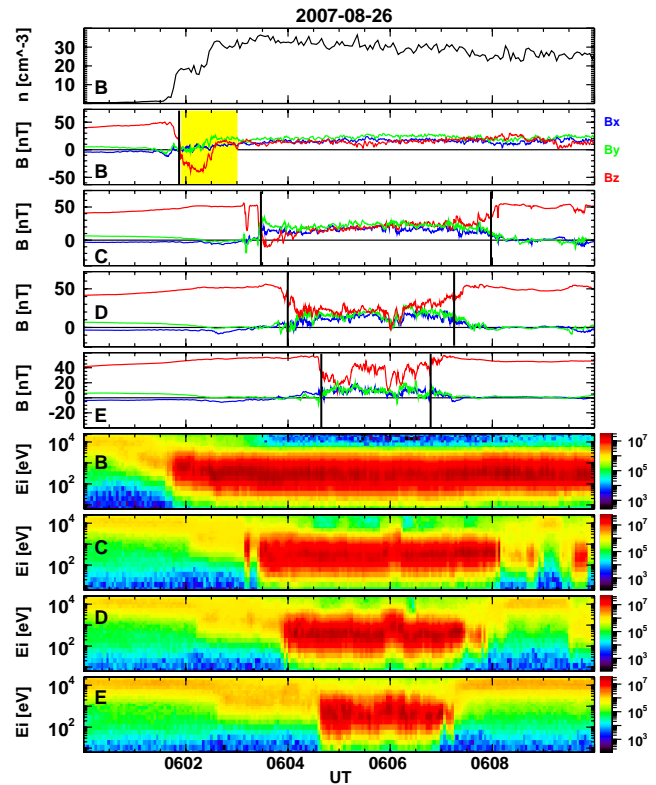 2007-08-26
n [cm^-3]
30
20
10
B
B [nT]
50
0
-50
B
Bx
By
Bz
B [nT]
50
0
C
B [nT]
50
0
D
B [nT]
40
20
0
-20
E
Ei [eV]
10^4
10^2
B
10^7
10^5
10^3
Ei [eV]
10^4
10^2
C
10^7
10^5
10^3
Ei [eV]
10^4
10^2
D
10^7
10^5
10^3
Ei [eV]
10^4
10^2
E
10^7
10^5
10^3
0602 0604 0606 0608
UT